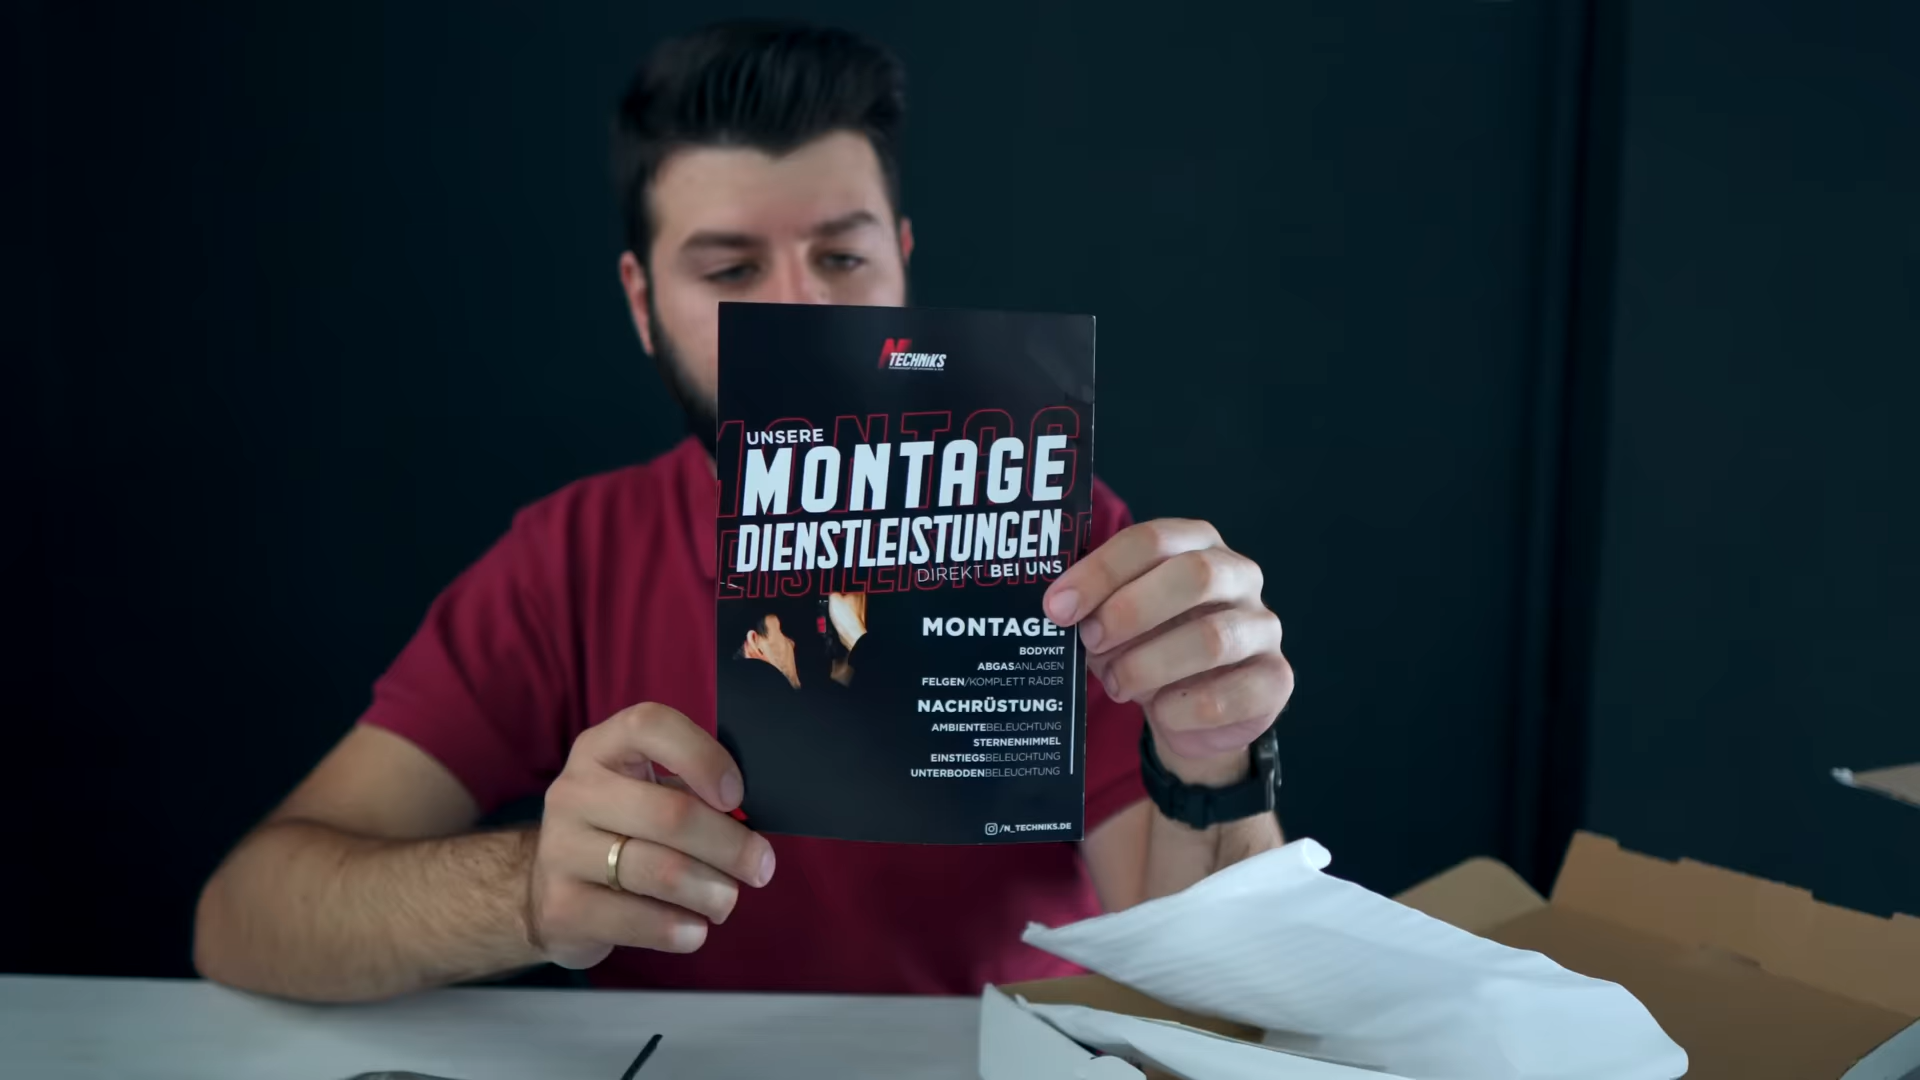 N
TECHNIKS
UNSERE
MONTAGE
DIENSTLEISTUNGEN
DIREKT BEI UNS
MONTAGE:
BODYKIT
ABGASANLAGEN
FELGEN/KOMPLETT RÄDER
NACHRÜSTUNG:
AMBIENTEBELEUCHTUNG
STERNENHIMMEL
EINSTIEGSBELEUCHTUNG
UNTERBODENBELEUCHTUNG
/N_TECHNIKS.DE